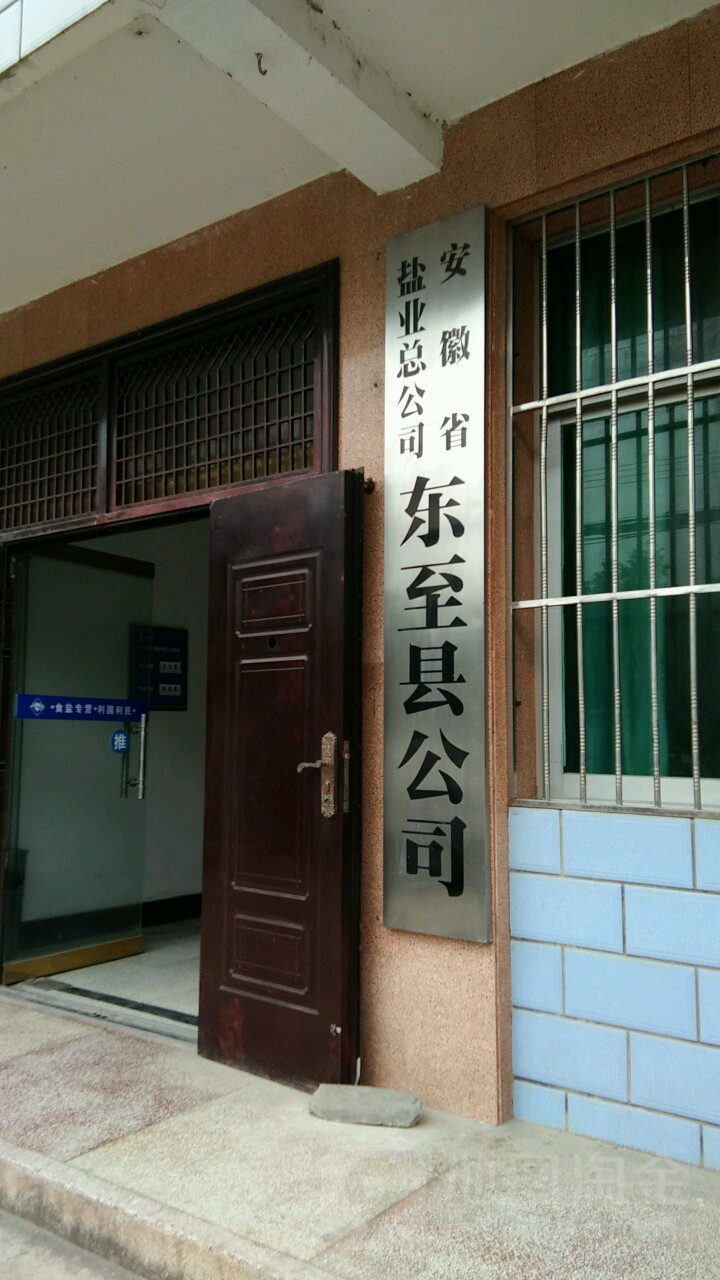 安徽省
盐业总公司
东至县公司
食盐专营 利国利民
推